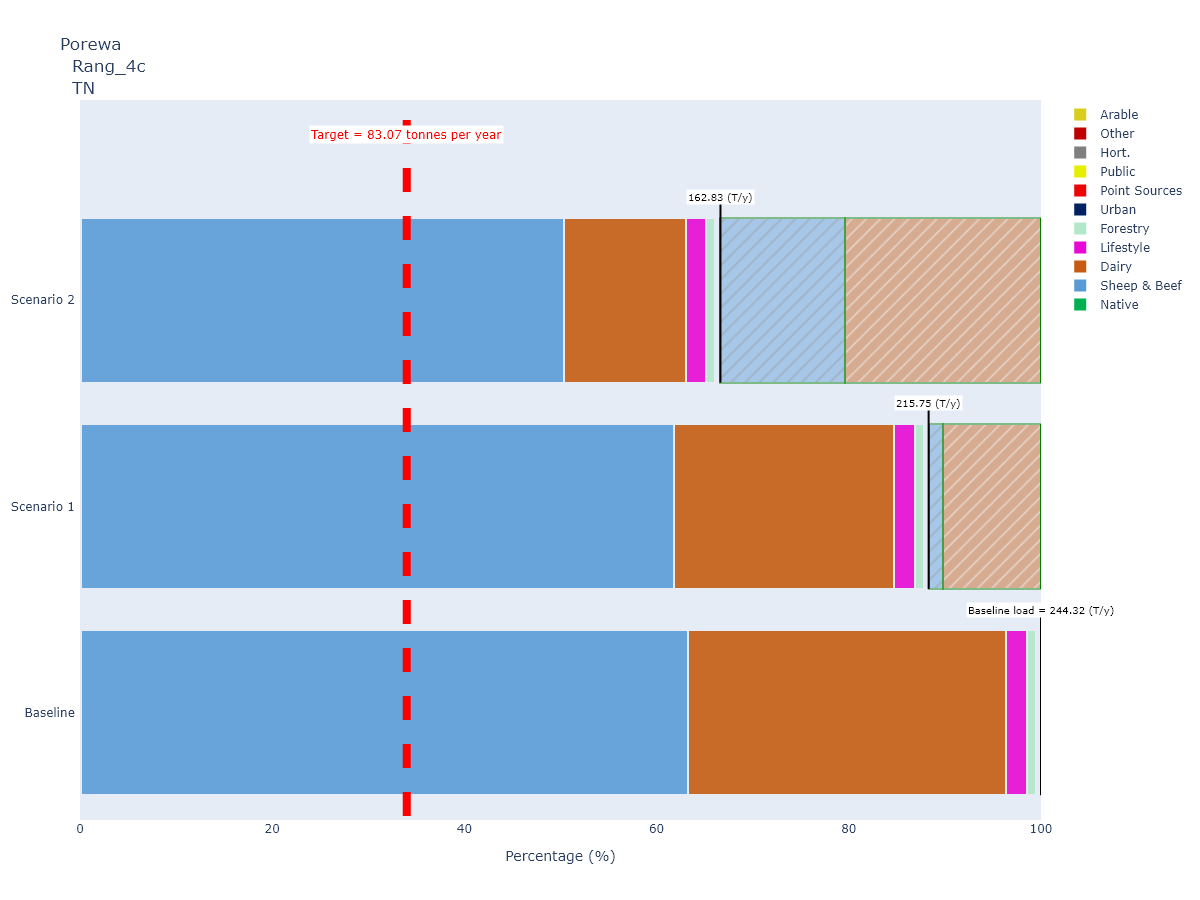 Porewa
Rang_4c
TN
Target = 83.07 tonnes per year
162.83 (T/y)
Scenario 2
215.75 (T/y)
Scenario 1
Baseline load = 244.32 (T/y)
Baseline
0 20 40 60 80 100
Percentage (%)
Arable
Other
Hort.
Public
Point Sources
Urban
Forestry
Lifestyle
Dairy
Sheep & Beef
Native